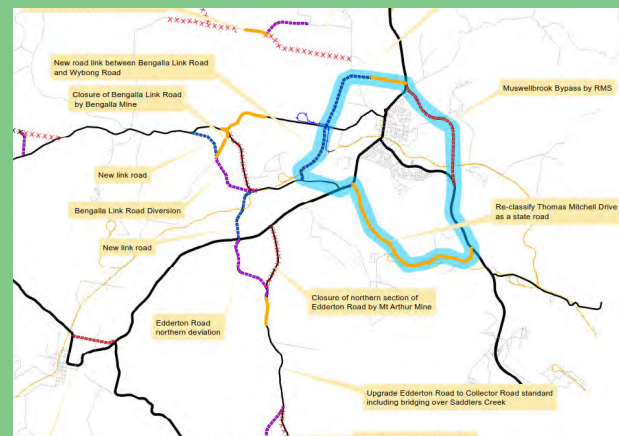 New road link between Bengalla Link Road
and Wybong Road
Closure of Bengalla Link Road
by Bengalla Mine
Muswellbrook Bypass by RMS
New link road
Bengalla Link Road Diversion
Re-classify Thomas Mitchell Drive
as a state road
New link road
Closure of northern section of
Edderton Road by Mt Arthur Mine
Edderton Road
northern deviation
Upgrade Edderton Road to Collector Road standard
including bridging over Saddlers Creek